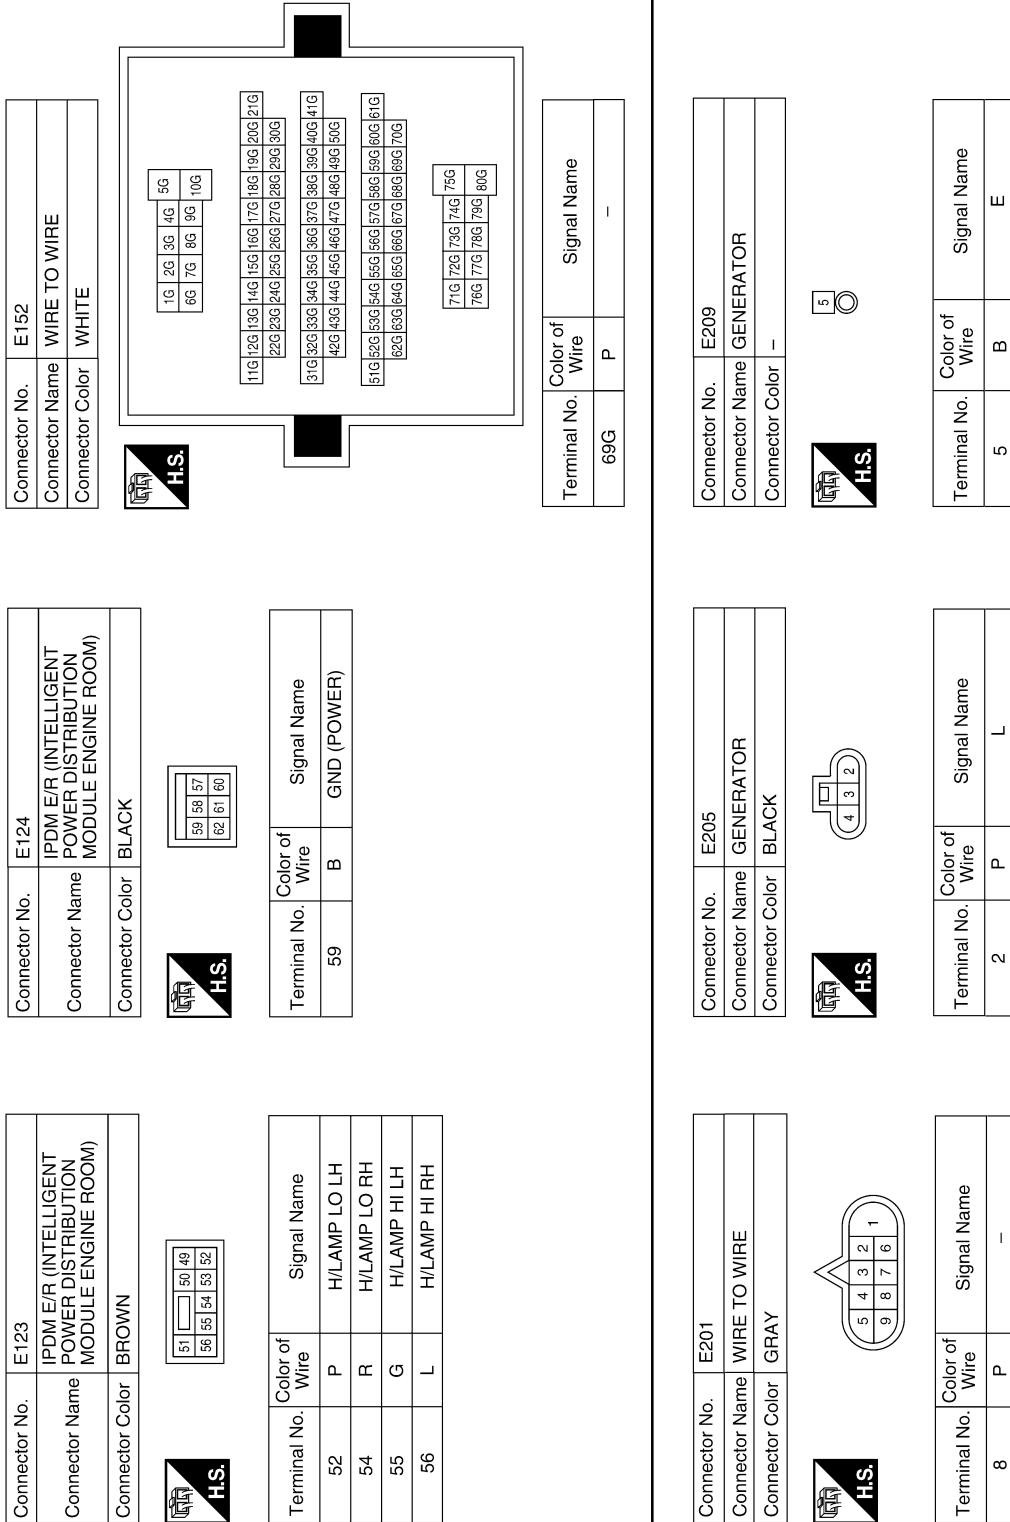 Connector No. E123
Connector Name IPDM E/R (INTELLIGENT
POWER DISTRIBUTION
MODULE ENGINE ROOM)
Connector Color BROWN
H.S.
51 50 49
56 55 54 53 52
Terminal No. Color of Wire Signal Name
52 P H/LAMP LO LH
54 R H/LAMP LO RH
55 G H/LAMP HI LH
56 L H/LAMP HI RH
Connector No. E124
Connector Name IPDM E/R (INTELLIGENT
POWER DISTRIBUTION
MODULE ENGINE ROOM)
Connector Color BLACK
H.S.
59 58 57
62 61 60
Terminal No. Color of Wire Signal Name
59 B GND (POWER)
Connector No. E152
Connector Name WIRE TO WIRE
Connector Color WHITE
H.S.
1G 2G 3G 4G 5G
6G 7G 8G 9G 10G
11G 12G 13G 14G 15G 16G 17G 18G 19G 20G 21G
22G 23G 24G 25G 26G 27G 28G 29G 30G
31G 32G 33G 34G 35G 36G 37G 38G 39G 40G 41G
42G 43G 44G 45G 46G 47G 48G 49G 50G
51G 52G 53G 54G 55G 56G 57G 58G 59G 60G 61G
62G 63G 64G 65G 66G 67G 68G 69G 70G
71G 72G 73G 74G 75G
76G 77G 78G 79G 80G
Terminal No. Color of Wire Signal Name
69G P –
Connector No. E201
Connector Name WIRE TO WIRE
Connector Color GRAY
H.S.
5 4 3 2 1
9 8 7 6
Terminal No. Color of Wire Signal Name
8 P –
Connector No. E205
Connector Name GENERATOR
Connector Color BLACK
H.S.
4 3 2
Terminal No. Color of Wire Signal Name
2 P L
Connector No. E209
Connector Name GENERATOR
Connector Color –
H.S.
5
Terminal No. Color of Wire Signal Name
5 B E